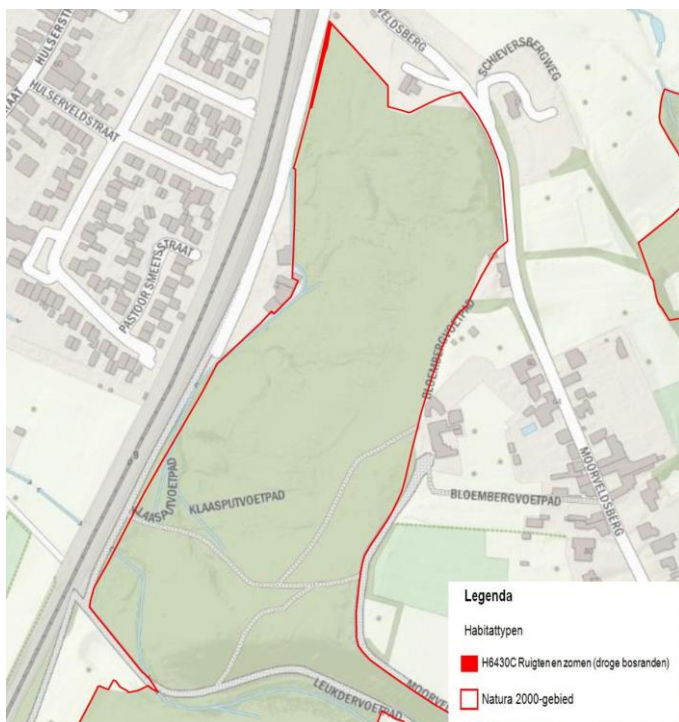 HULSERSTRAAT
VELDSBERG
SCHIEVERSBERGWEG
HULSERVELDSTRAAT
PASTOOR SMEETSSTRAAT
BLOEMBERGVOETPAD
MOORVELDSBERG
KLAASPUTVOETPAD
KLAASPUTVOETPAD
BLOEMBERGVOETPAD
LEUKDERVOETPAD
MOORV
Legenda
Habitattypen
H6430C Ruigten en zomen (droge bosranden)
Natura 2000-gebied